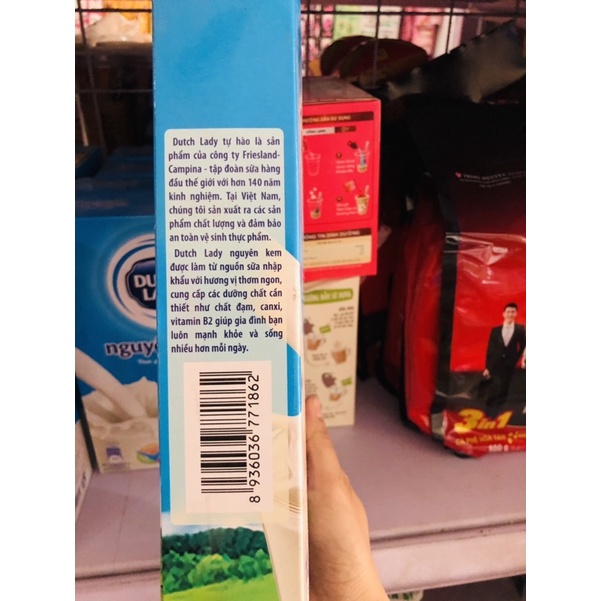 Dutch Lady tự hào là sản
phẩm của công ty Friesland-
Campina - tập đoàn sữa hàng
đầu thế giới với hơn 140 năm
kinh nghiệm. Tại Việt Nam,
chúng tôi sản xuất ra các sản
phẩm chất lượng và đảm bảo
an toàn vệ sinh thực phẩm.
Dutch Lady nguyên kem
được làm từ nguồn sữa nhập
khẩu với hương vị thơm ngon,
cung cấp các dưỡng chất cần
thiết như chất đạm, canxi,
vitamin B2 giúp gia đình bạn
luôn mạnh khỏe và sống
nhiều hơn mỗi ngày.
8 936036 771862
3in1